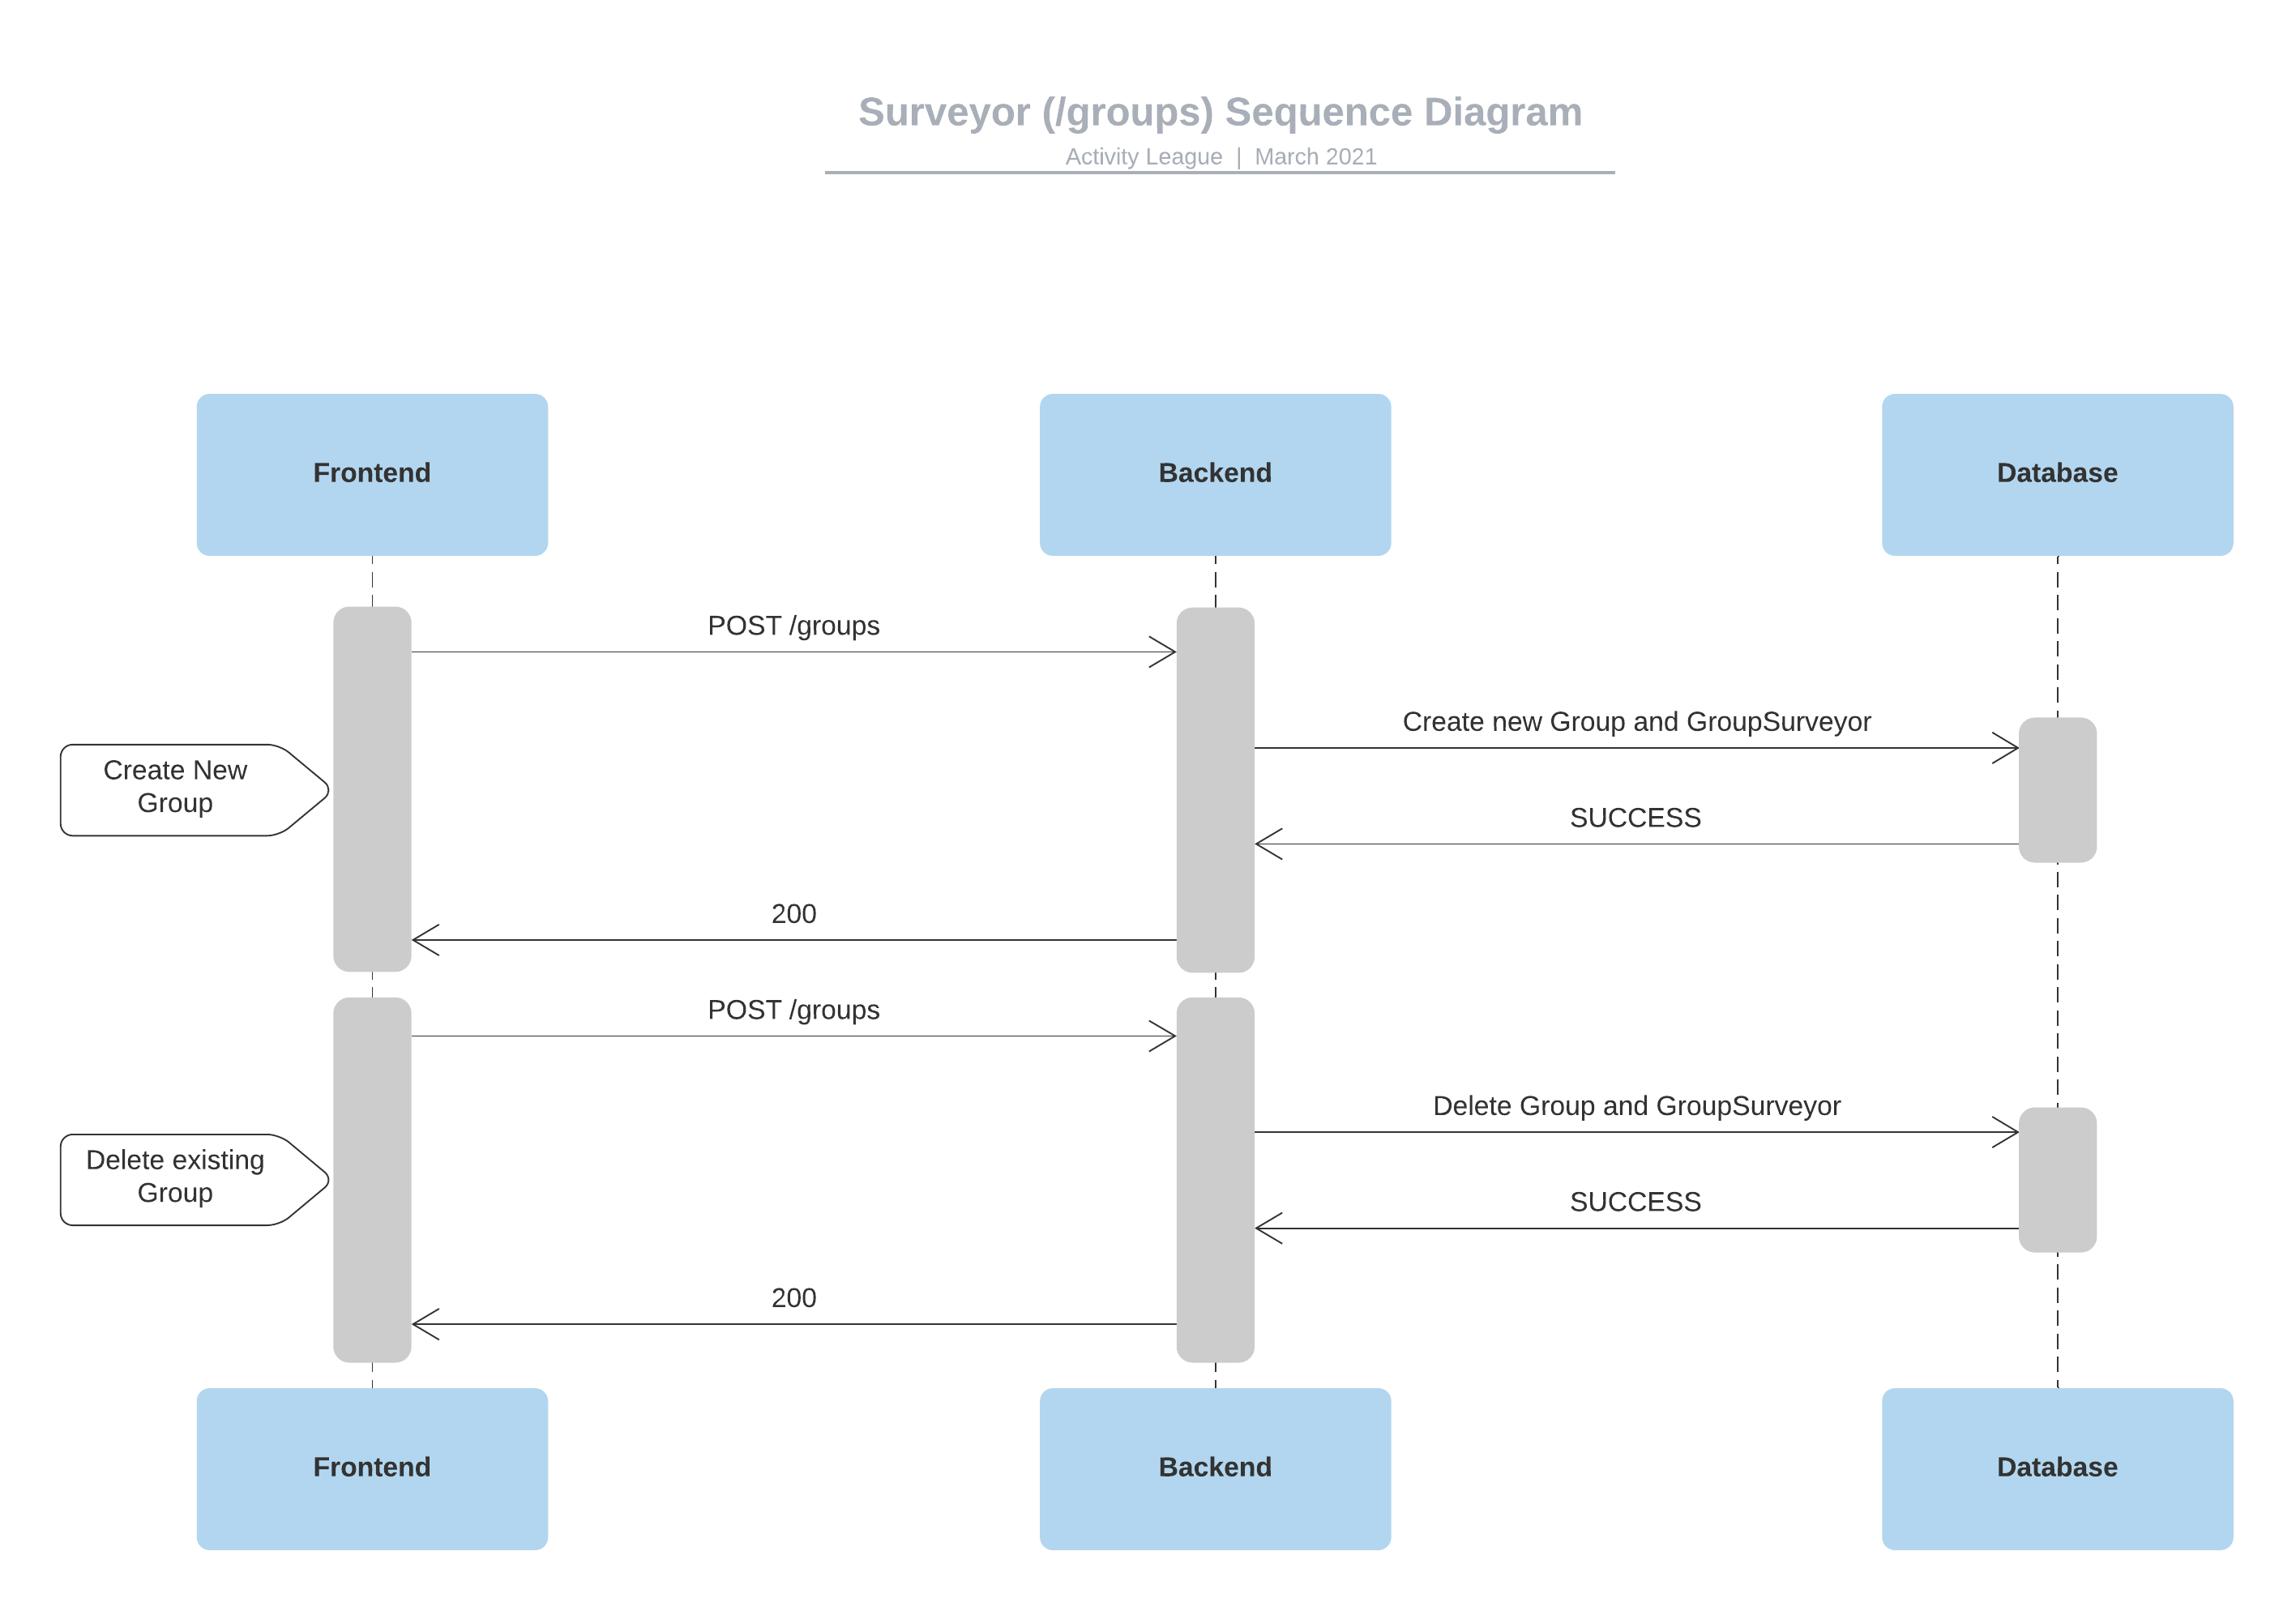 Surveyor (/groups) Sequence Diagram
Activity League | March 2021
Frontend
Backend
Database
POST /groups
Create new Group and GroupSurveyor
Create New
Group
SUCCESS
200
POST /groups
Delete Group and GroupSurveyor
Delete existing
Group
SUCCESS
200
Frontend
Backend
Database